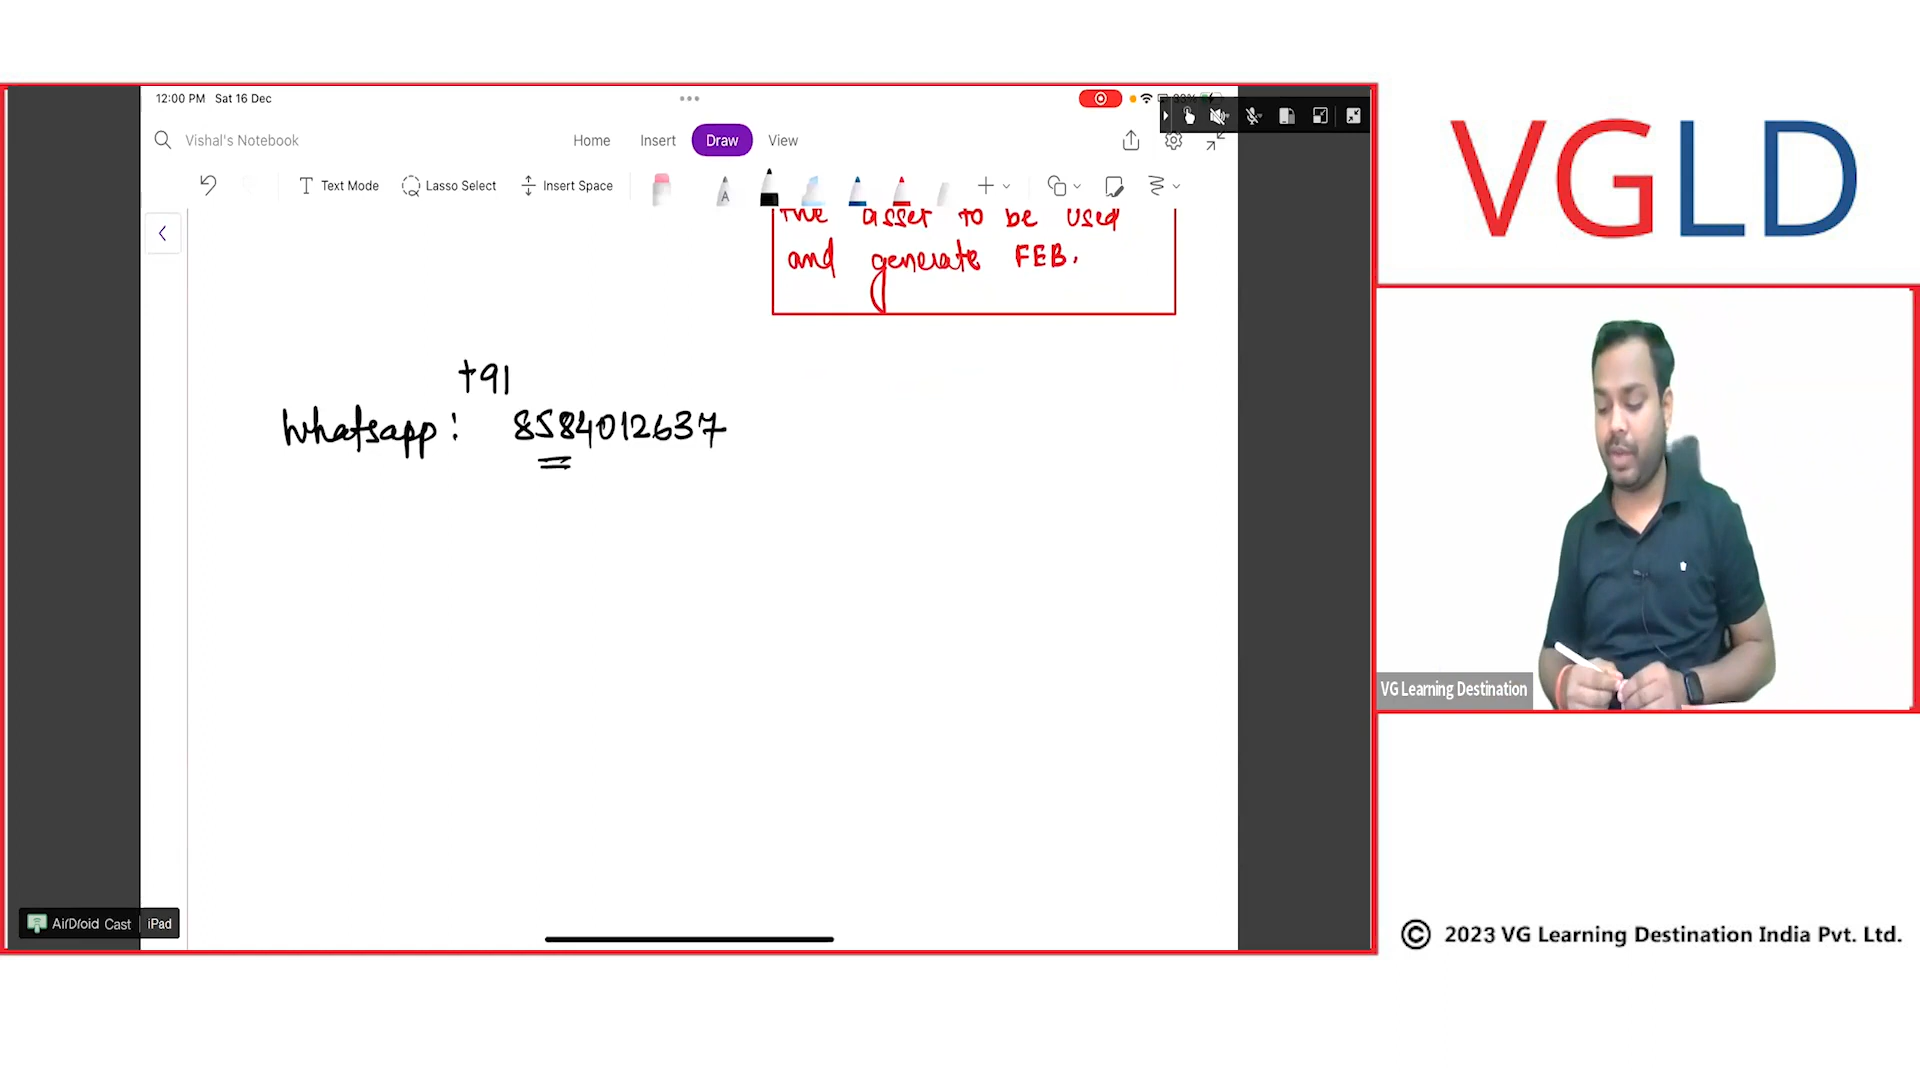 12:00 PM Sat 16 Dec
VGLD
Vishal's Notebook
Home Insert Draw View
Text Mode Lasso Select Insert Space
the asset to be used
and generate FEB.
+91
Whatsapp: 8584012637
VG Learning Destination
AirDroid Cast iPad
© 2023 VG Learning Destination India Pvt. Ltd.